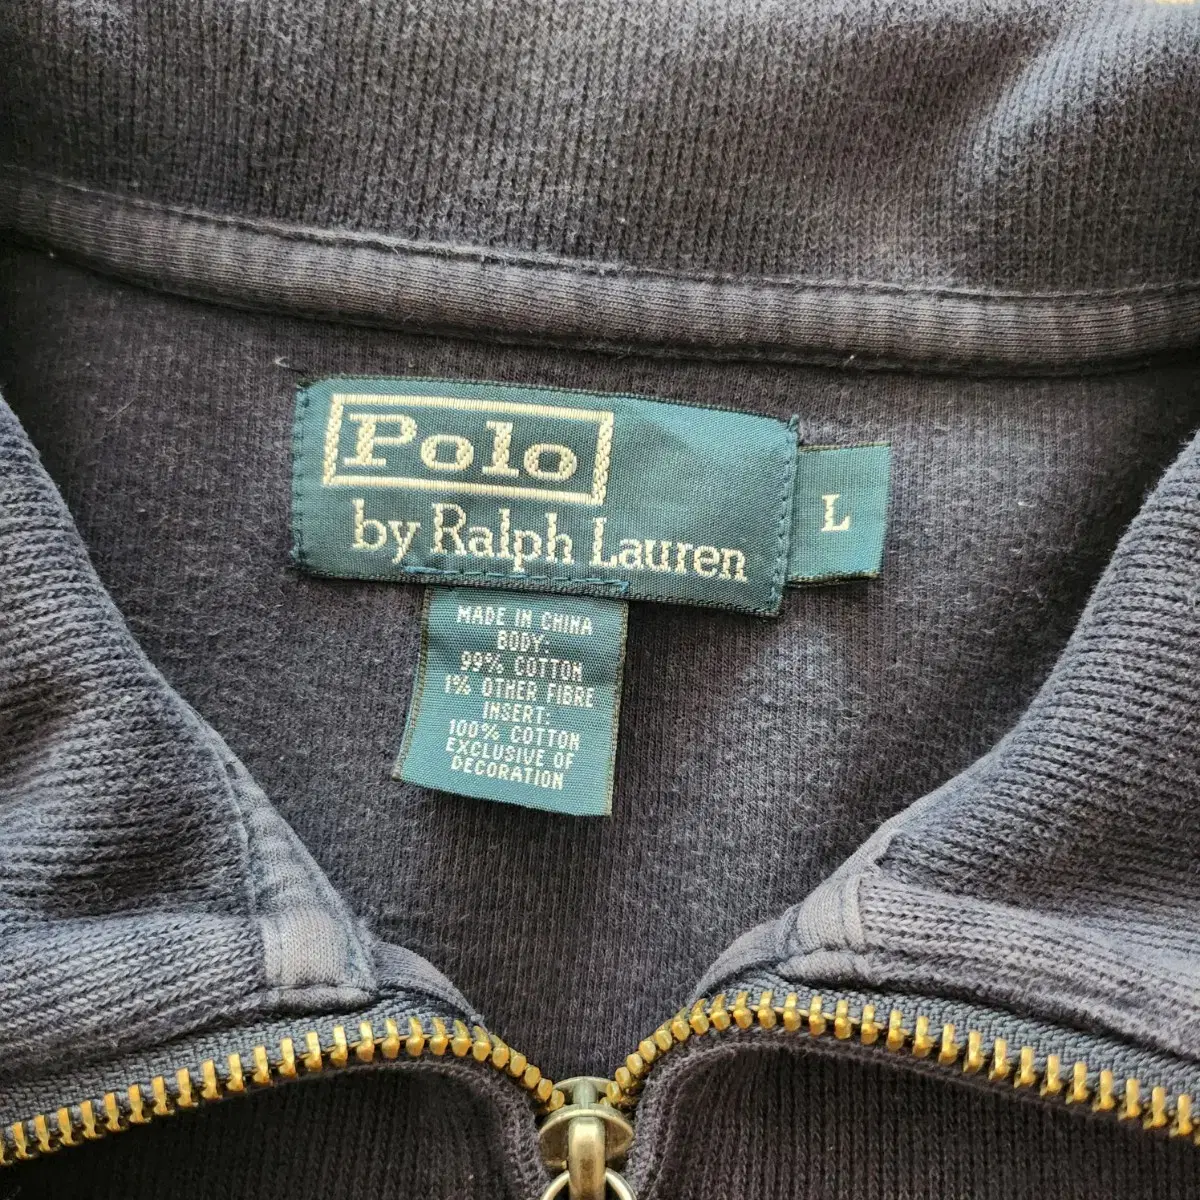 Polo
by Ralph Lauren
L
MADE IN CHINA
BODY:
99% COTTON
1% OTHER FIBRE
INSERT:
100% COTTON
EXCLUSIVE OF
DECORATION